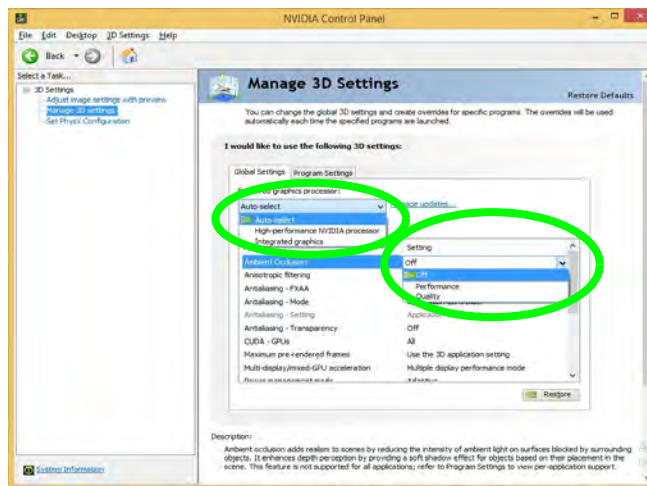 NVIDIA Control Panel
File Edit Desktop 3D Settings Help
Back
Select a Task...
3D Settings
Adjust image settings with preview
Manage 3D settings
Set PhysX Configuration
Manage 3D Settings
Restore Defaults
You can change the global 3D settings and create overrides for specific programs. The overrides will be used
automatically each time the specified programs are launched.
I would like to use the following 3D settings:
Global Settings
Program Settings
graphics processor:
Auto-select
updates...
Auto-select
High-performance NVIDIA processor
Integrated graphics
Setting
Ambient Occlusion
Off
Off
Performance
Quality
Anisotropic filtering
Antialiasing - FXAA
Antialiasing - Mode
Antialiasing - Setting
Antialiasing - Transparency
Off
CUDA - GPUs
All
Maximum pre-rendered frames
Use the 3D application setting
Multi-display/mixed-GPU acceleration
Multiple display performance mode
Power management mode
Adaptive
Restore
Description:
Ambient occlusion adds realism to scenes by reducing the intensity of ambient light on surfaces blocked by surrounding
objects. It enhances depth perception by providing a soft shadow effect for objects based on their placement in the
scene. This feature is not supported for all applications; refer to Program Settings to view per-application support.
System Information